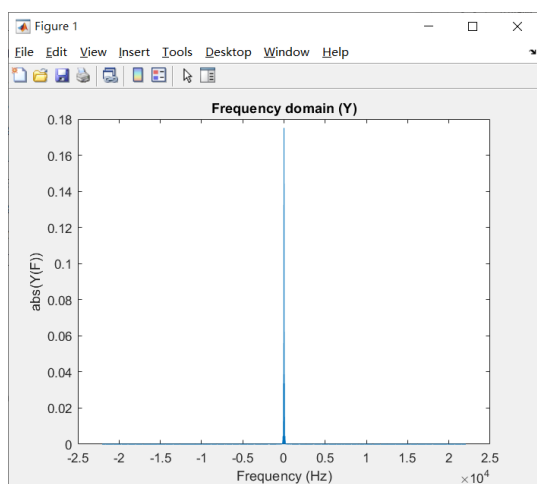 Figure 1
File Edit View Insert Tools Desktop Window Help
Frequency domain (Y)
0.18
0.16
0.14
0.12
0.1
0.08
0.06
0.04
0.02
0
abs(Y(F))
-2.5 -2 -1.5 -1 -0.5 0 0.5 1 1.5 2 2.5
Frequency (Hz)
×10⁴